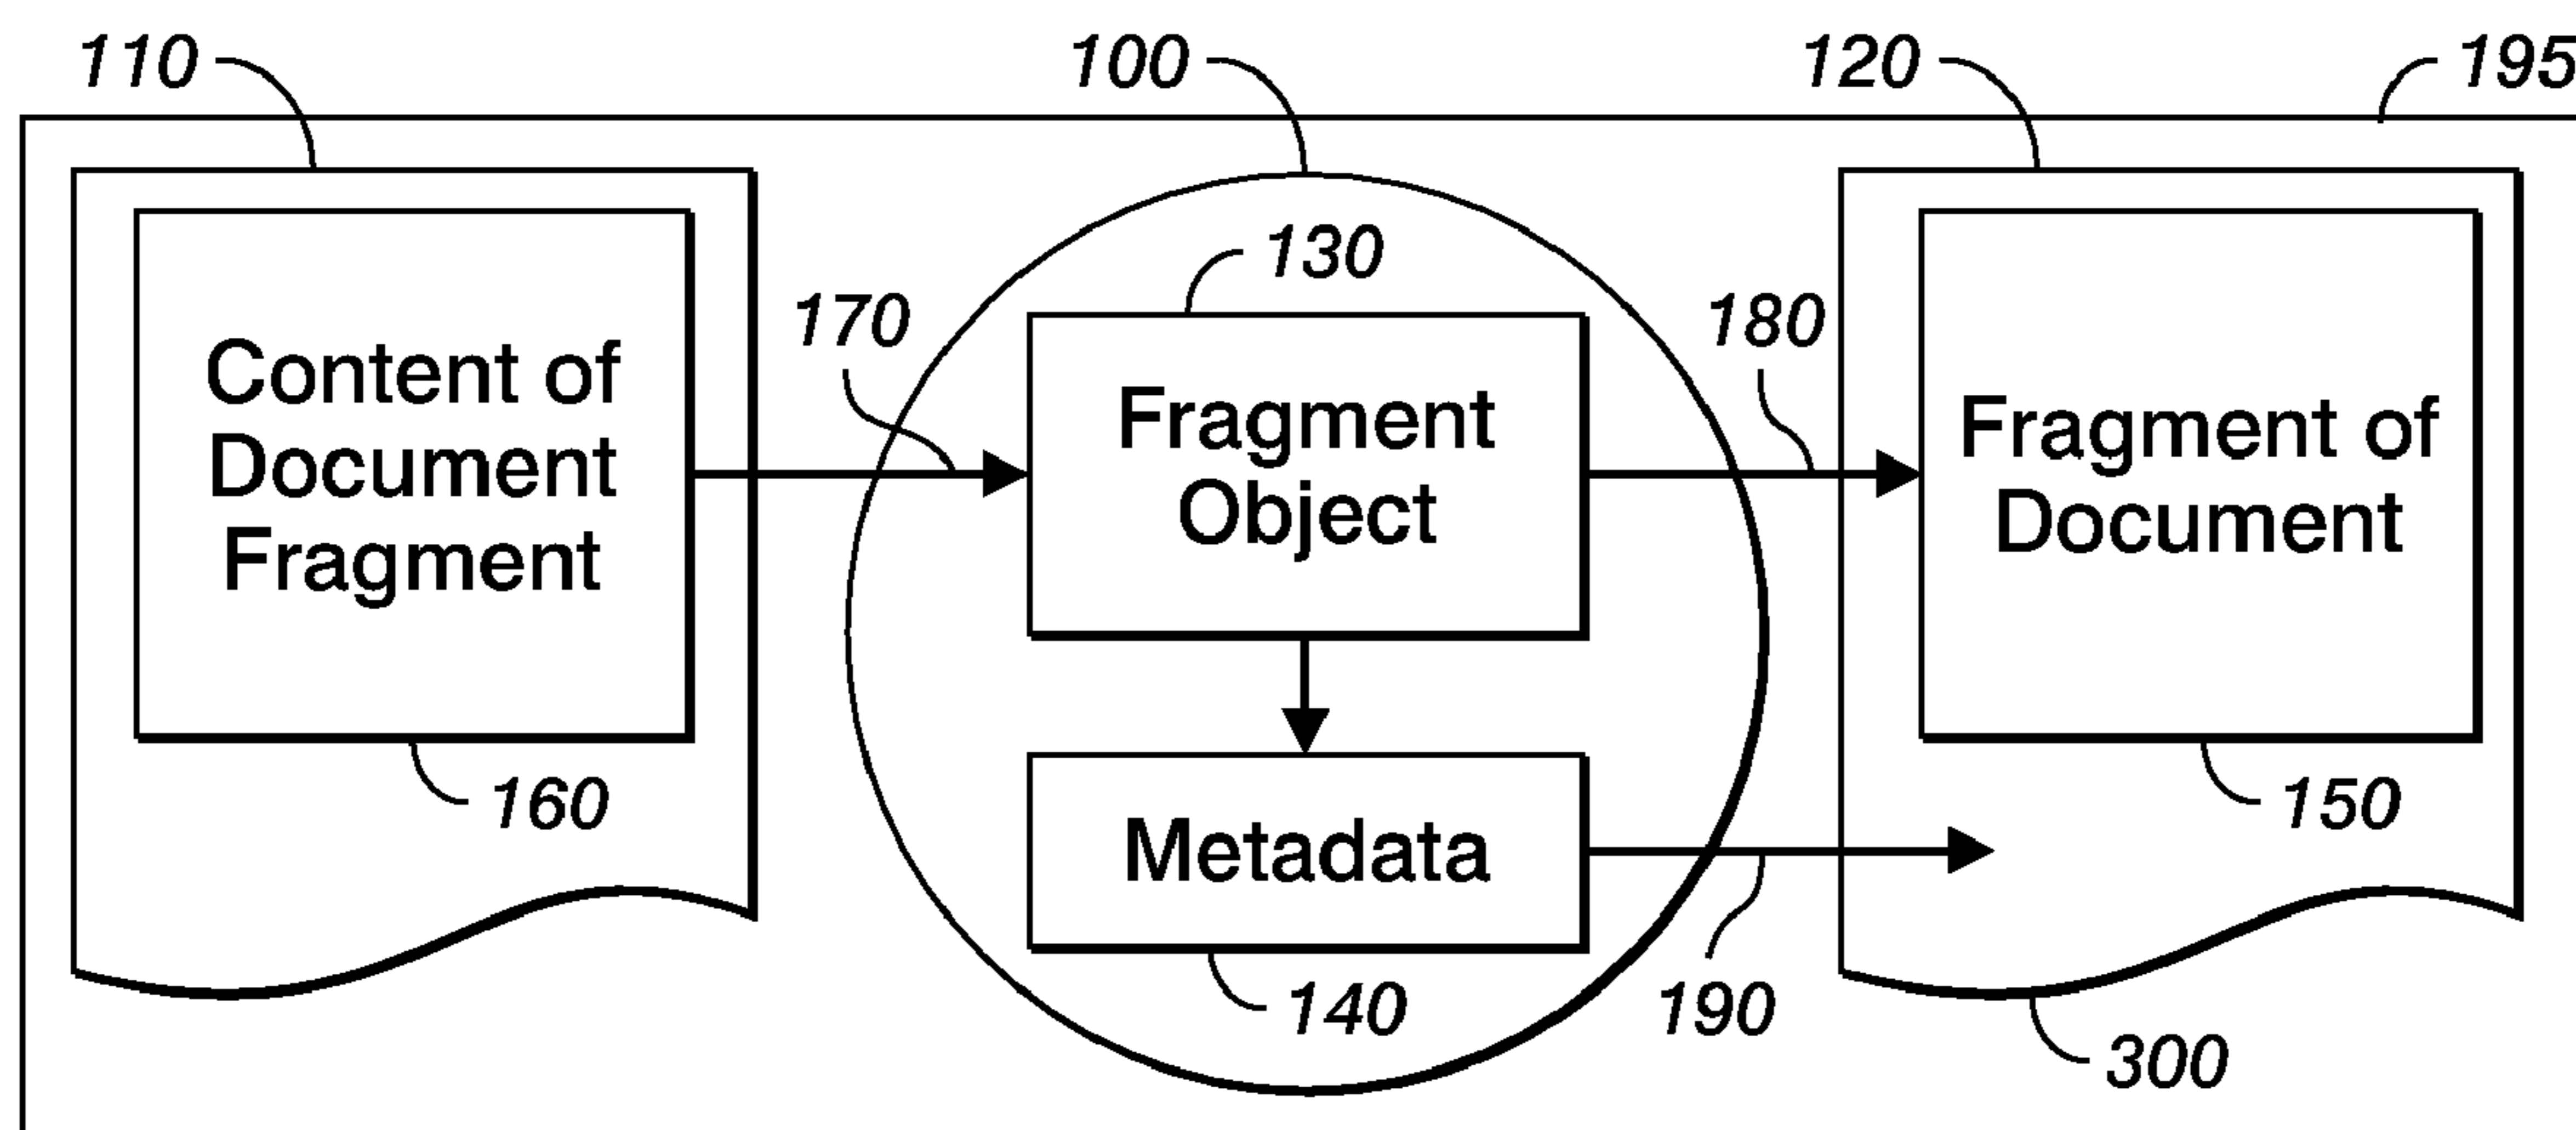 110
100
120
195
130
170
180
Content of
Document
Fragment
Fragment
Object
Fragment of
Document
160
150
Metadata
140
190
300